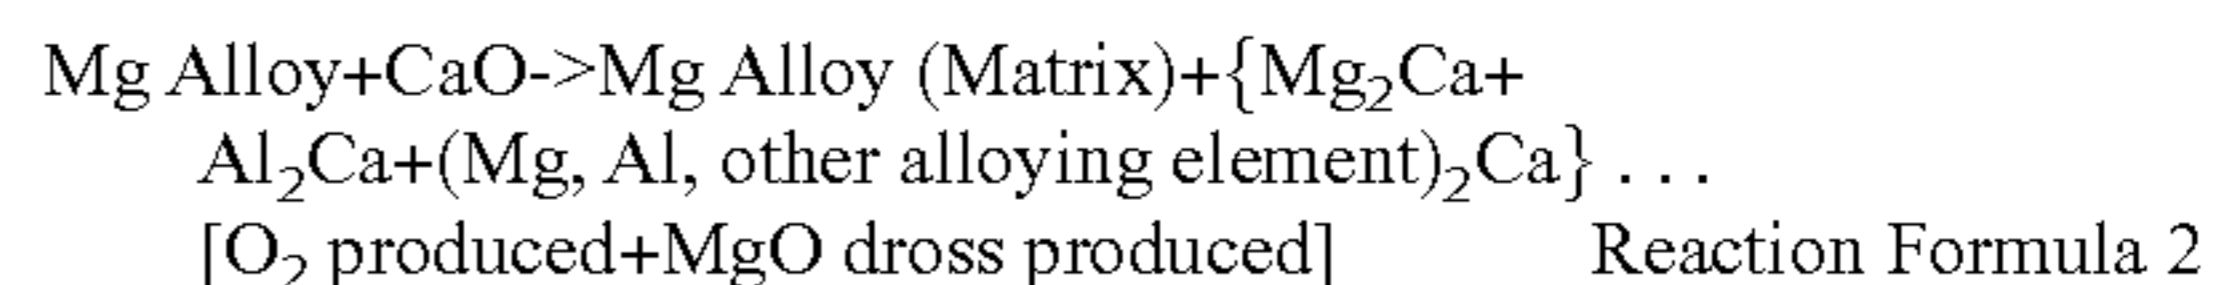 Mg Alloy+CaO->Mg Alloy (Matrix)+{Mg₂Ca+
Al₂Ca+(Mg, Al, other alloying element)₂Ca} . . .
[O₂ produced+MgO dross produced] Reaction Formula 2